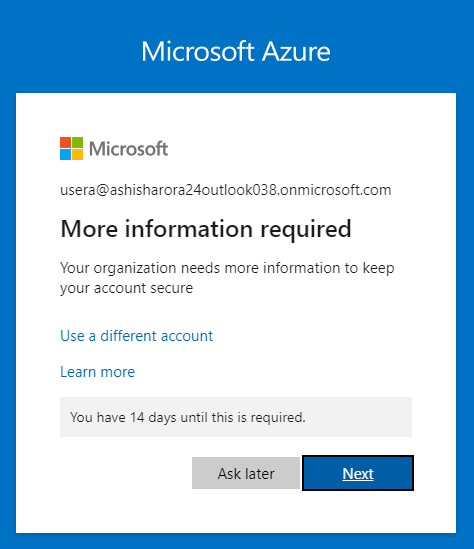 Microsoft Azure
Microsoft
usera@ashisharora24outlook038.onmicrosoft.com
More information required
Your organization needs more information to keep
your account secure
Use a different account
Learn more
You have 14 days until this is required.
Ask later
Next